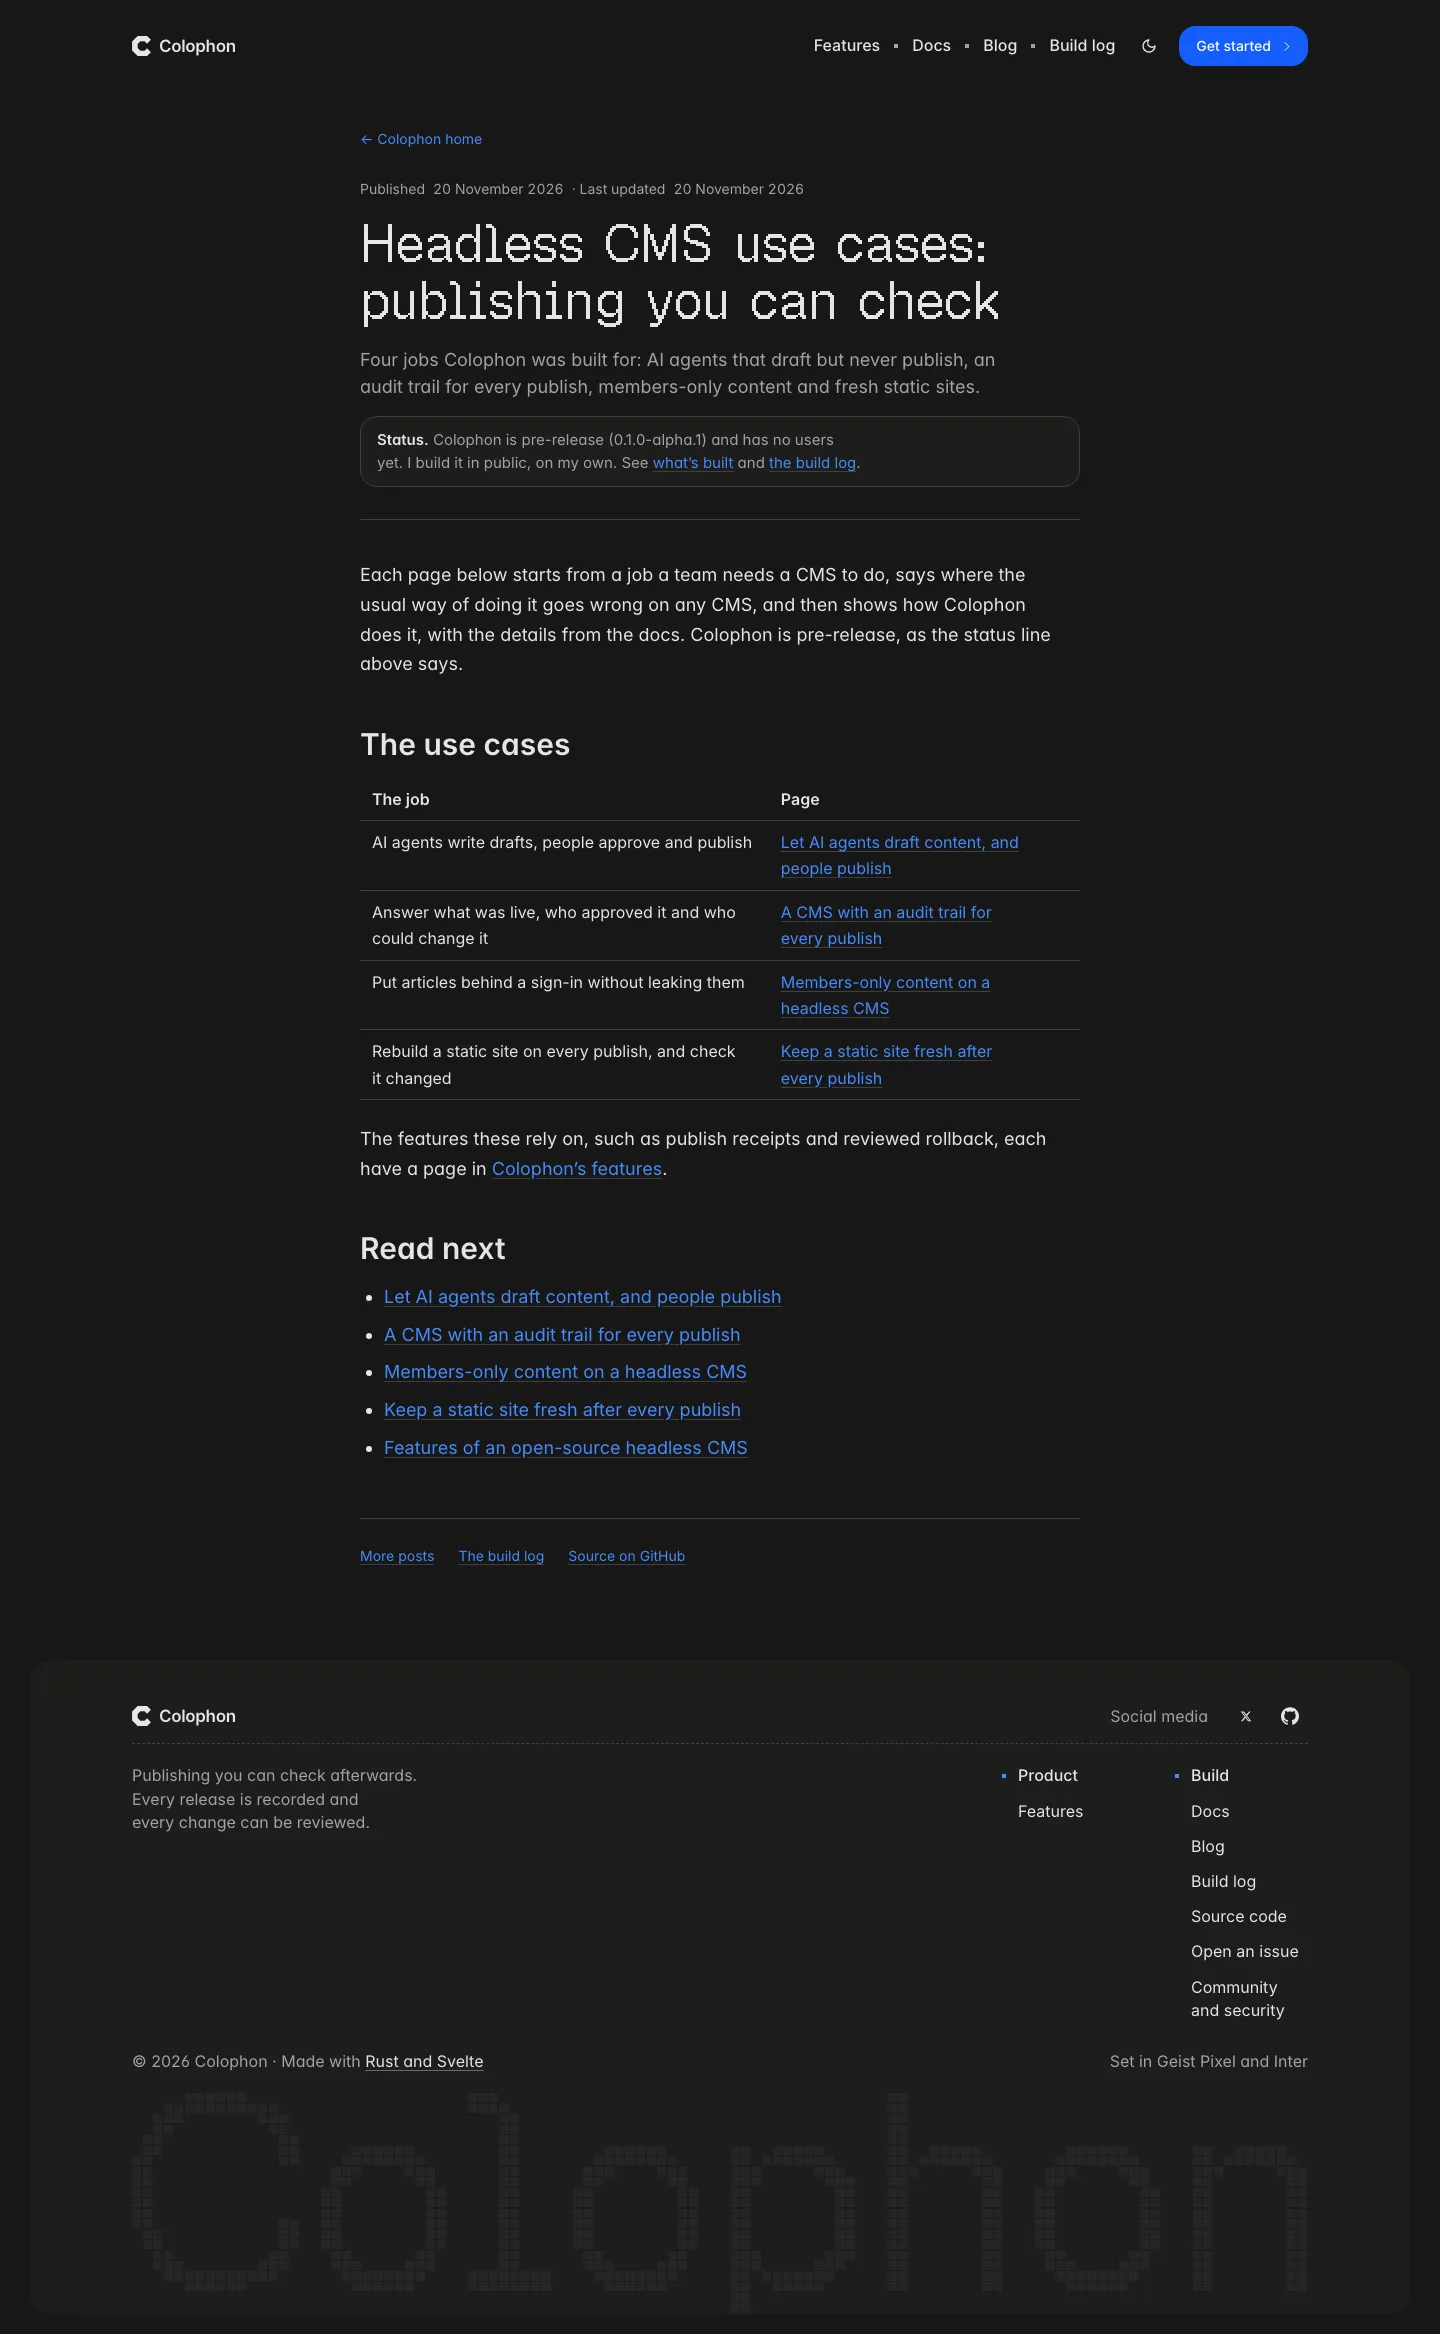 Colophon
Features
Docs
Blog
Build log
Get started
← Colophon home
Published 20 November 2026 · Last updated 20 November 2026
Headless CMS use cases:
publishing you can check
Four jobs Colophon was built for: AI agents that draft but never publish, an
audit trail for every publish, members-only content and fresh static sites.
Status. Colophon is pre-release (0.1.0-alpha.1) and has no users
yet. I build it in public, on my own. See what's built and the build log.
Each page below starts from a job a team needs a CMS to do, says where the
usual way of doing it goes wrong on any CMS, and then shows how Colophon
does it, with the details from the docs. Colophon is pre-release, as the status line
above says.
The use cases
The job
Page
AI agents write drafts, people approve and publish
Let AI agents draft content, and
people publish
Answer what was live, who approved it and who
could change it
A CMS with an audit trail for
every publish
Put articles behind a sign-in without leaking them
Members-only content on a
headless CMS
Rebuild a static site on every publish, and check
it changed
Keep a static site fresh after
every publish
The features these rely on, such as publish receipts and reviewed rollback, each
have a page in Colophon's features.
Read next
Let AI agents draft content, and people publish
A CMS with an audit trail for every publish
Members-only content on a headless CMS
Keep a static site fresh after every publish
Features of an open-source headless CMS
More posts
The build log
Source on GitHub
Colophon
Social media
Publishing you can check afterwards.
Every release is recorded and
every change can be reviewed.
Product
Features
Build
Docs
Blog
Build log
Source code
Open an issue
Community
and security
© 2026 Colophon · Made with Rust and Svelte
Set in Geist Pixel and Inter
Colophon